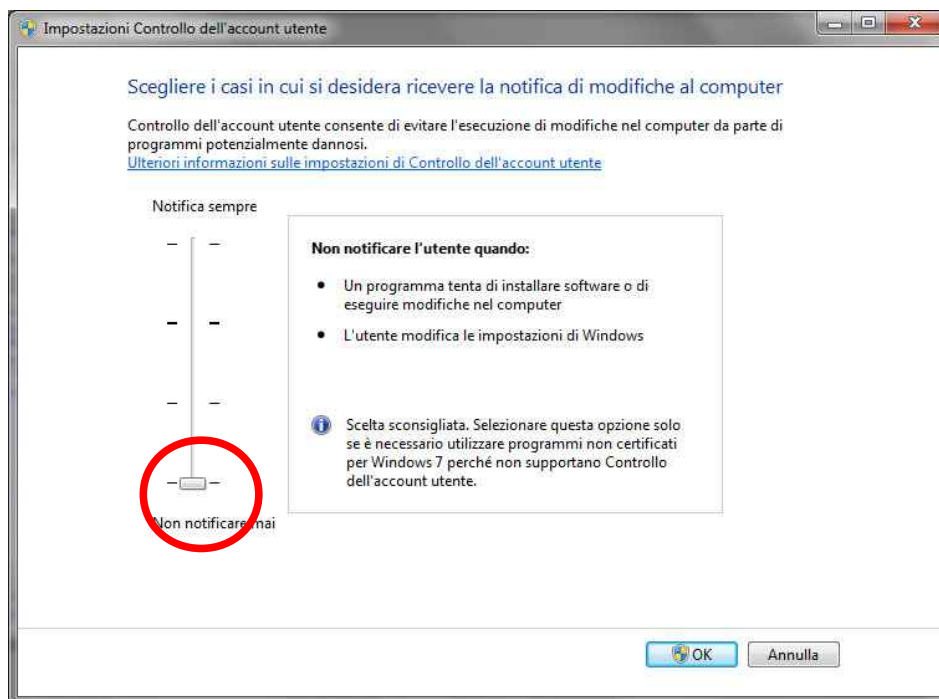 Impostazioni Controllo dell'account utente
Scegliere i casi in cui si desidera ricevere la notifica di modifiche al computer
Controllo dell'account utente consente di evitare l'esecuzione di modifiche nel computer da parte di
programmi potenzialmente dannosi.
Ulteriori informazioni sulle impostazioni di Controllo dell'account utente
Notifica sempre
Non notificare l'utente quando:
• Un programma tenta di installare software o di
eseguire modifiche nel computer
• L'utente modifica le impostazioni di Windows
Scelta sconsigliata. Selezionare questa opzione solo
se è necessario utilizzare programmi non certificati
per Windows 7 perché non supportano Controllo
dell'account utente.
Non notificare mai
OK
Annulla